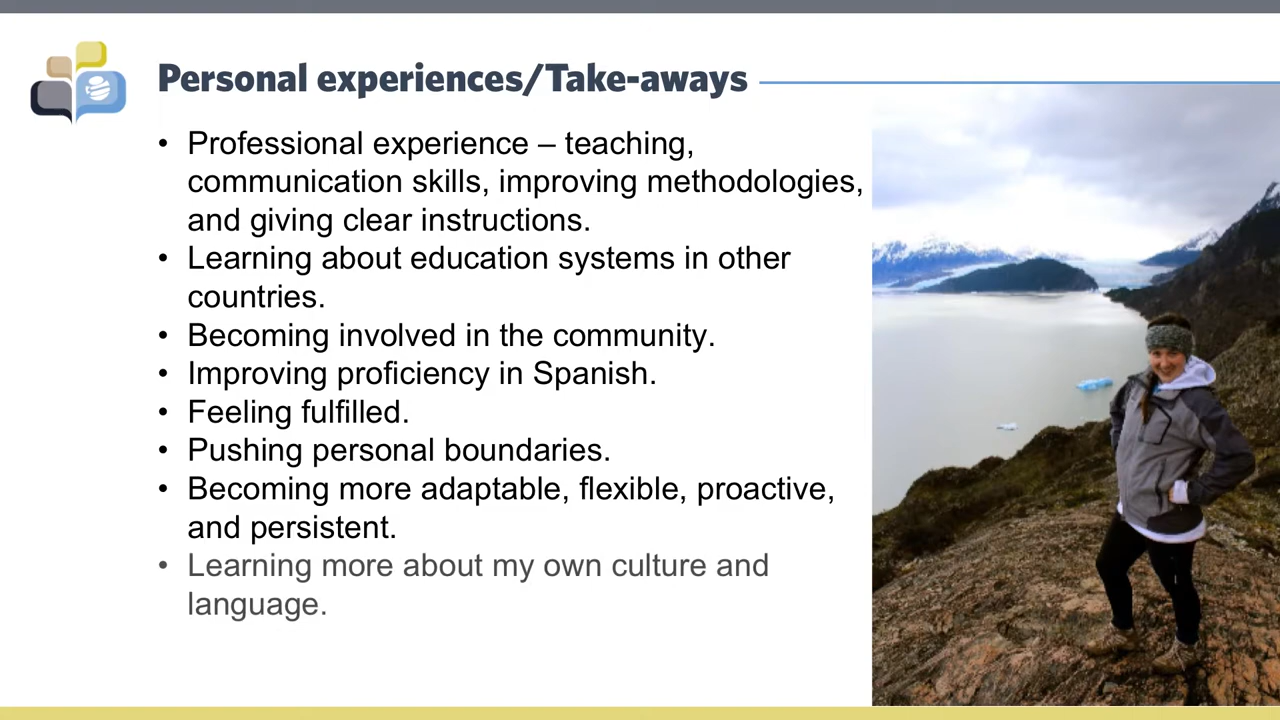 Personal experiences/Take-aways
• Professional experience – teaching,
communication skills, improving methodologies,
and giving clear instructions.
• Learning about education systems in other
countries.
• Becoming involved in the community.
• Improving proficiency in Spanish.
• Feeling fulfilled.
• Pushing personal boundaries.
• Becoming more adaptable, flexible, proactive,
and persistent.
• Learning more about my own culture and
language.